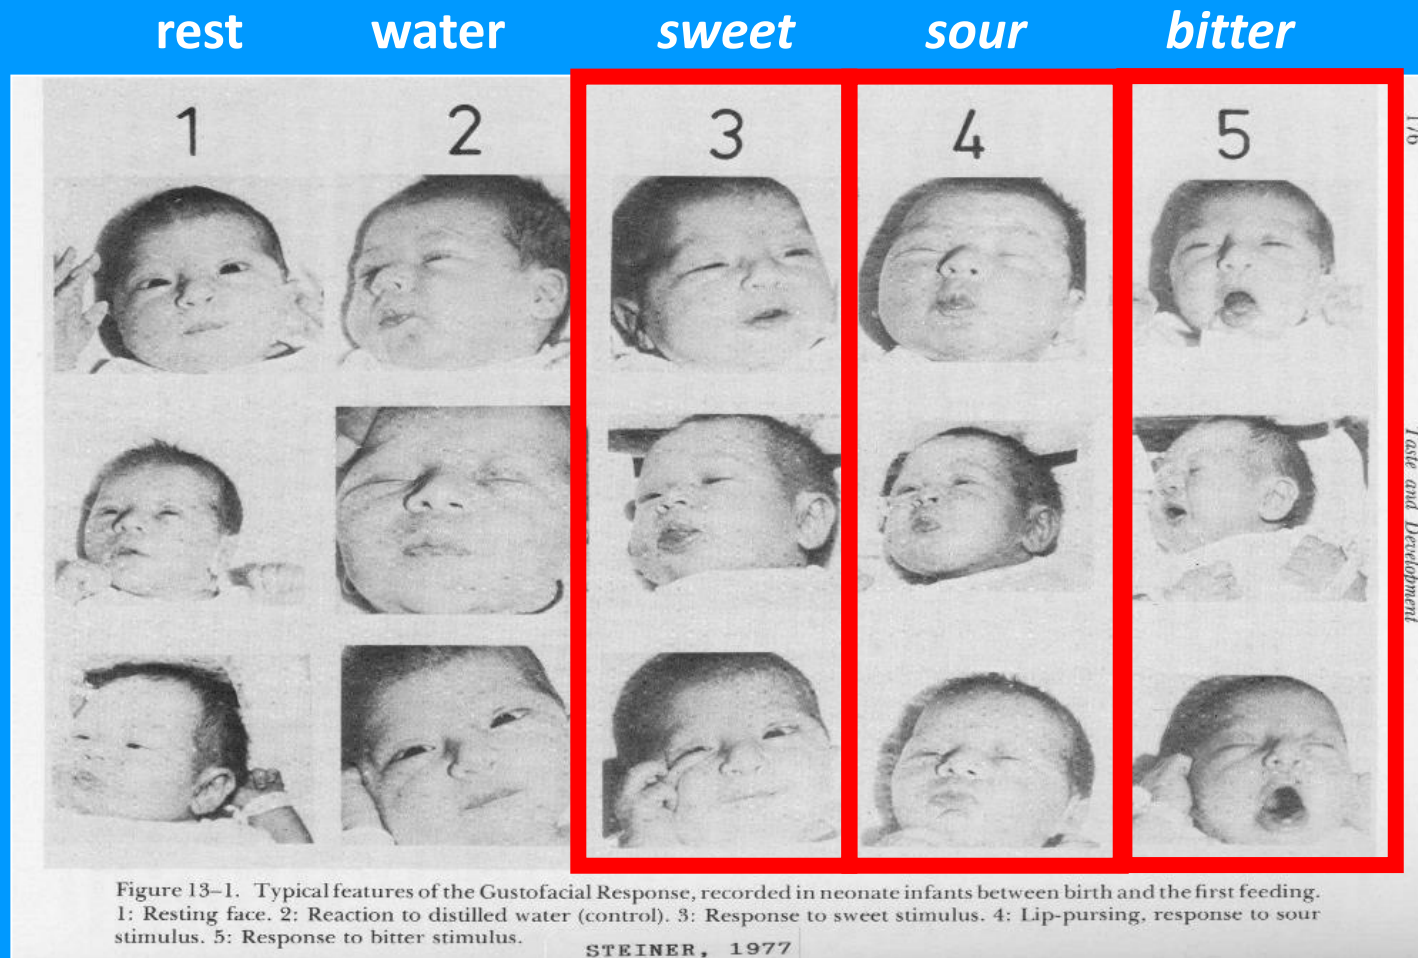 rest water sweet sour bitter
1 2 3 4 5
176
Taste and Development
Figure 13–1. Typical features of the Gustofacial Response, recorded in neonate infants between birth and the first feeding.
1: Resting face. 2: Reaction to distilled water (control). 3: Response to sweet stimulus. 4: Lip-pursing, response to sour
stimulus. 5: Response to bitter stimulus.
STEINER, 1977